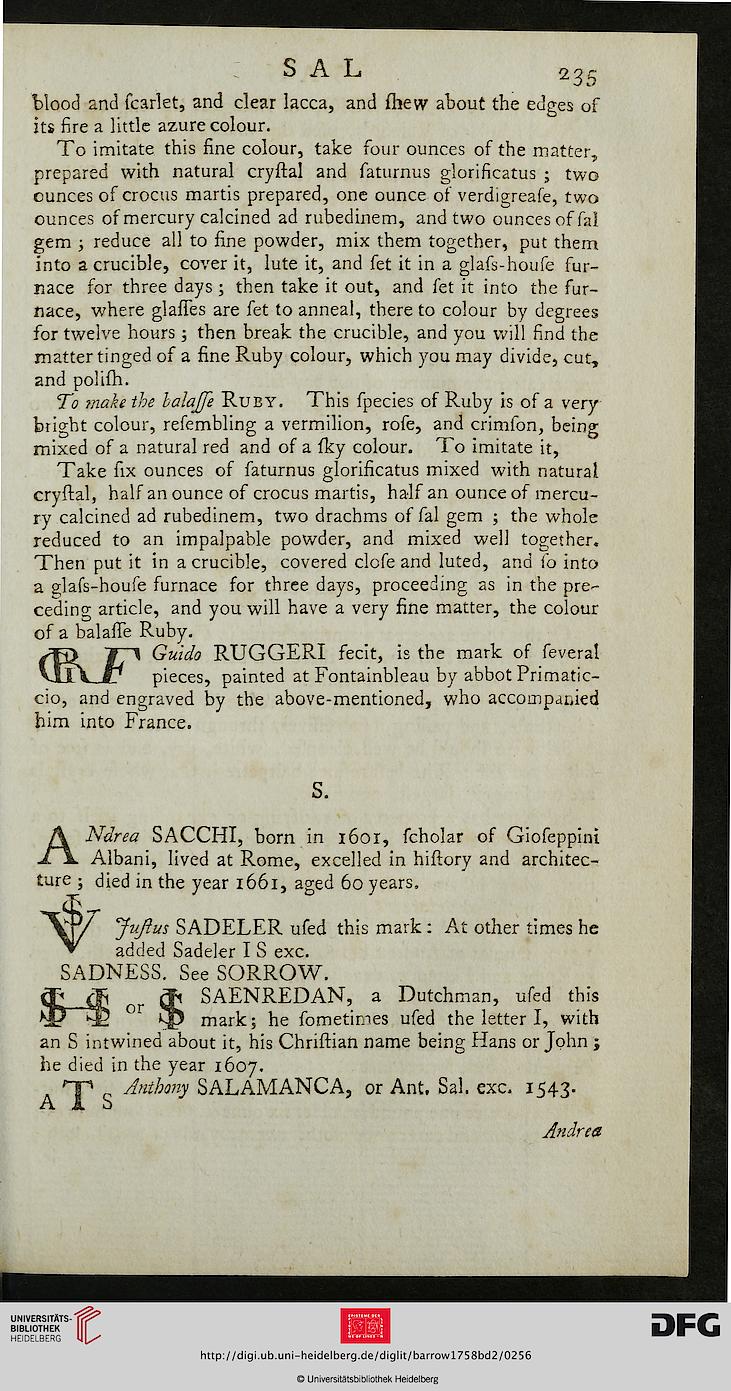 S A L 235
blood and ſcarlet, and clear lacca, and ſhew about the edges of
its fire a little azure colour.
To imitate this fine colour, take four ounces of the matter,
prepared with natural cryſtal and ſaturnus glorificatus ; two
ounces of crocus martis prepared, one ounce of verdigreaſe, two
ounces of mercury calcined ad rubedinem, and two ounces of ſal
gem ; reduce all to fine powder, mix them together, put them
into a crucible, cover it, lute it, and ſet it in a glaſs-houſe fur-
nace for three days ; then take it out, and ſet it into the fur-
nace, where glaſſes are ſet to anneal, there to colour by degrees
for twelve hours ; then break the crucible, and you will find the
matter tinged of a fine Ruby colour, which you may divide, cut,
and poliſh.
To make the balaſſe RUBY. This ſpecies of Ruby is of a very
bright colour, reſembling a vermilion, roſe, and crimſon, being
mixed of a natural red and of a ſky colour. To imitate it,
Take ſix ounces of ſaturnus glorificatus mixed with natural
cryſtal, half an ounce of crocus martis, half an ounce of mercu-
ry calcined ad rubedinem, two drachms of ſal gem ; the whole
reduced to an impalpable powder, and mixed well together.
Then put it in a crucible, covered cloſe and luted, and ſo into
a glaſs-houſe furnace for three days, proceeding as in the pre-
ceding article, and you will have a very fine matter, the colour
of a balaſſe Ruby.
GR F Guido RUGGERI fecit, is the mark of ſeveral
pieces, painted at Fontainbleau by abbot Primatic-
cio, and engraved by the above-mentioned, who accompanied
him into France.
S.
ANdrea SACCHI, born in 1601, ſcholar of Gioſeppini
Albani, lived at Rome, excelled in hiſtory and architec-
ture ; died in the year 1661, aged 60 years.
Juſtus SADELER uſed this mark : At other times he
added Sadeler I S exc.
SADNESS. See SORROW.
or SAENREDAN, a Dutchman, uſed this
mark; he ſometimes uſed the letter I, with
an S intwined about it, his Chriſtian name being Hans or John ;
he died in the year 1607.
A T S Anthony SALAMANCA, or Ant. Sal. exc. 1543.
Andrea
UNIVERSITÄTS-
BIBLIOTHEK
HEIDELBERG
DFG
http://digi.ub.uni-heidelberg.de/diglit/barrow1758bd2/0256
© Universitätsbibliothek Heidelberg